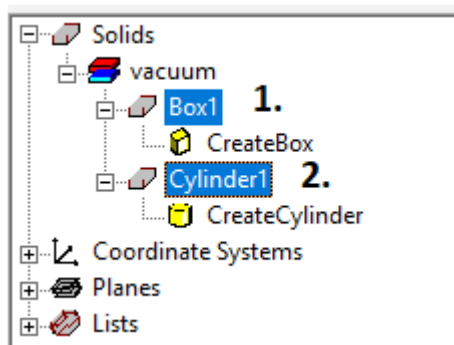 Solids
vacuum
Box1 1.
CreateBox
Cylinder1 2.
CreateCylinder
Coordinate Systems
Planes
Lists